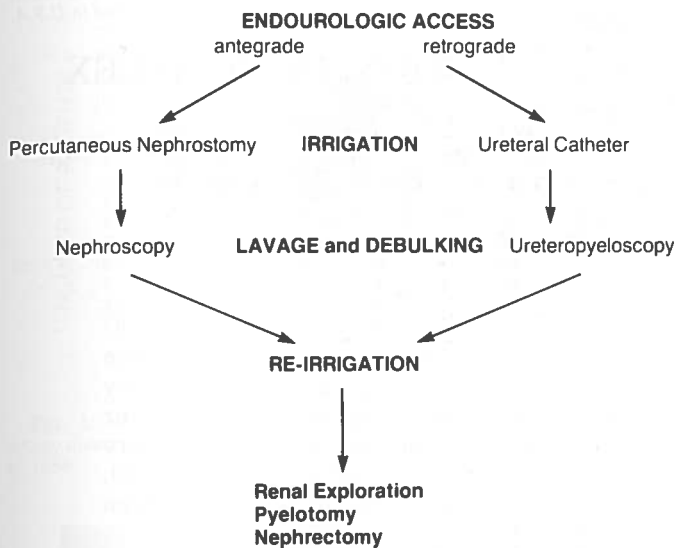 ENDOUROLOGIC ACCESS
antegrade retrograde
Percutaneous Nephrostomy IRRIGATION Ureteral Catheter
Nephroscopy LAVAGE and DEBULKING Ureteropyeloscopy
RE-IRRIGATION
Renal Exploration
Pyelotomy
Nephrectomy